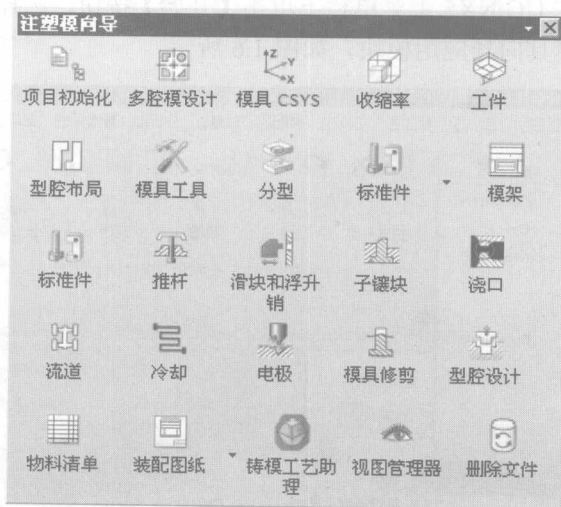 注塑模向导
项目初始化 多腔模设计 模具 CSYS 收缩率 工件
Z
Y
X
型腔布局 模具工具 分型 标准件 模架
标准件 推杆 滑块和浮升销 子镶块 浇口
流道 冷却 电极 模具修剪 型腔设计
物料清单 装配图纸 铸模工艺助理 视图管理器 删除文件